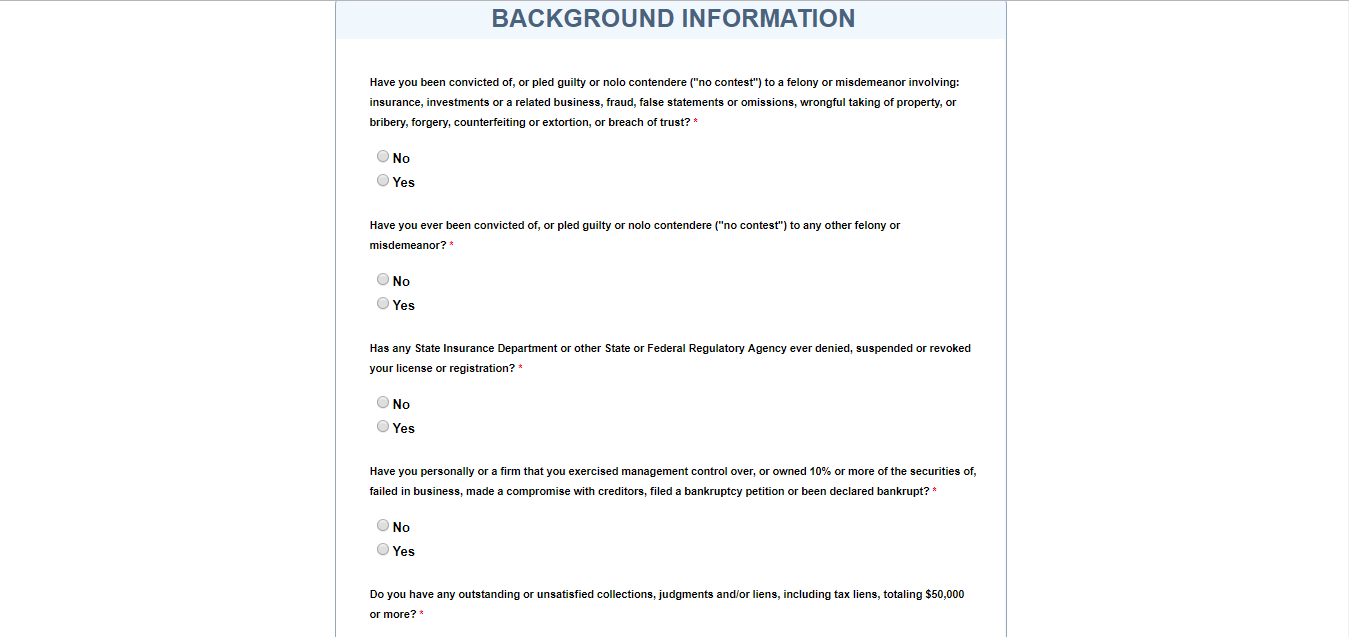 BACKGROUND INFORMATION
Have you been convicted of, or pled guilty or nolo contendere ("no contest") to a felony or misdemeanor involving:
insurance, investments or a related business, fraud, false statements or omissions, wrongful taking of property, or
bribery, forgery, counterfeiting or extortion, or breach of trust? *
No
Yes
Have you ever been convicted of, or pled guilty or nolo contendere ("no contest") to any other felony or
misdemeanor? *
No
Yes
Has any State Insurance Department or other State or Federal Regulatory Agency ever denied, suspended or revoked
your license or registration? *
No
Yes
Have you personally or a firm that you exercised management control over, or owned 10% or more of the securities of,
failed in business, made a compromise with creditors, filed a bankruptcy petition or been declared bankrupt? *
No
Yes
Do you have any outstanding or unsatisfied collections, judgments and/or liens, including tax liens, totaling $50,000
or more? *